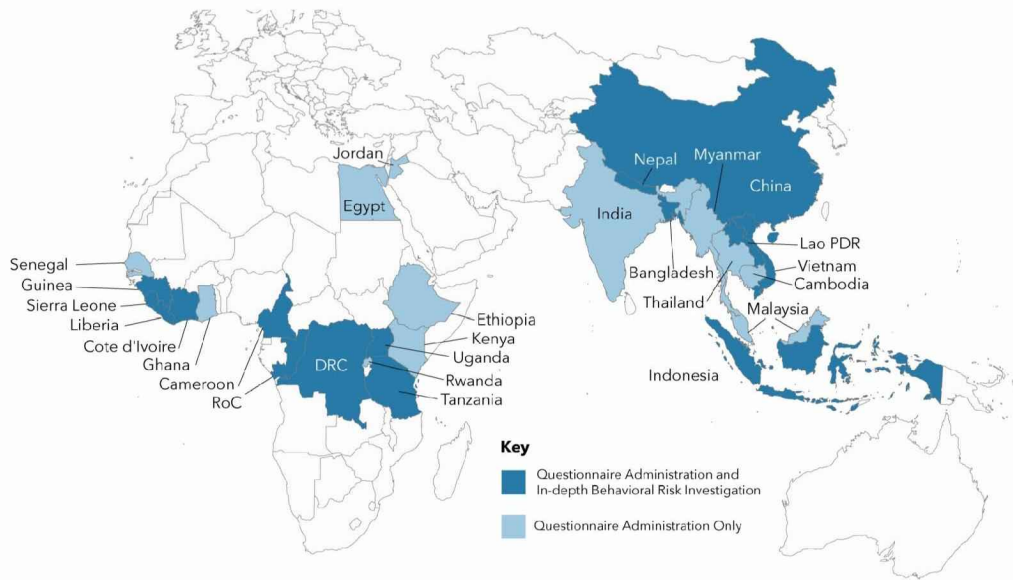 Jordan
Egypt
Nepal
Myanmar
China
India
Lao PDR
Vietnam
Cambodia
Bangladesh
Thailand
Malaysia
Indonesia
Senegal
Guinea
Sierra Leone
Liberia
Cote d'Ivoire
Ghana
Cameroon
RoC
DRC
Ethiopia
Kenya
Uganda
Rwanda
Tanzania
Key
Questionnaire Administration and
In-depth Behavioral Risk Investigation
Questionnaire Administration Only